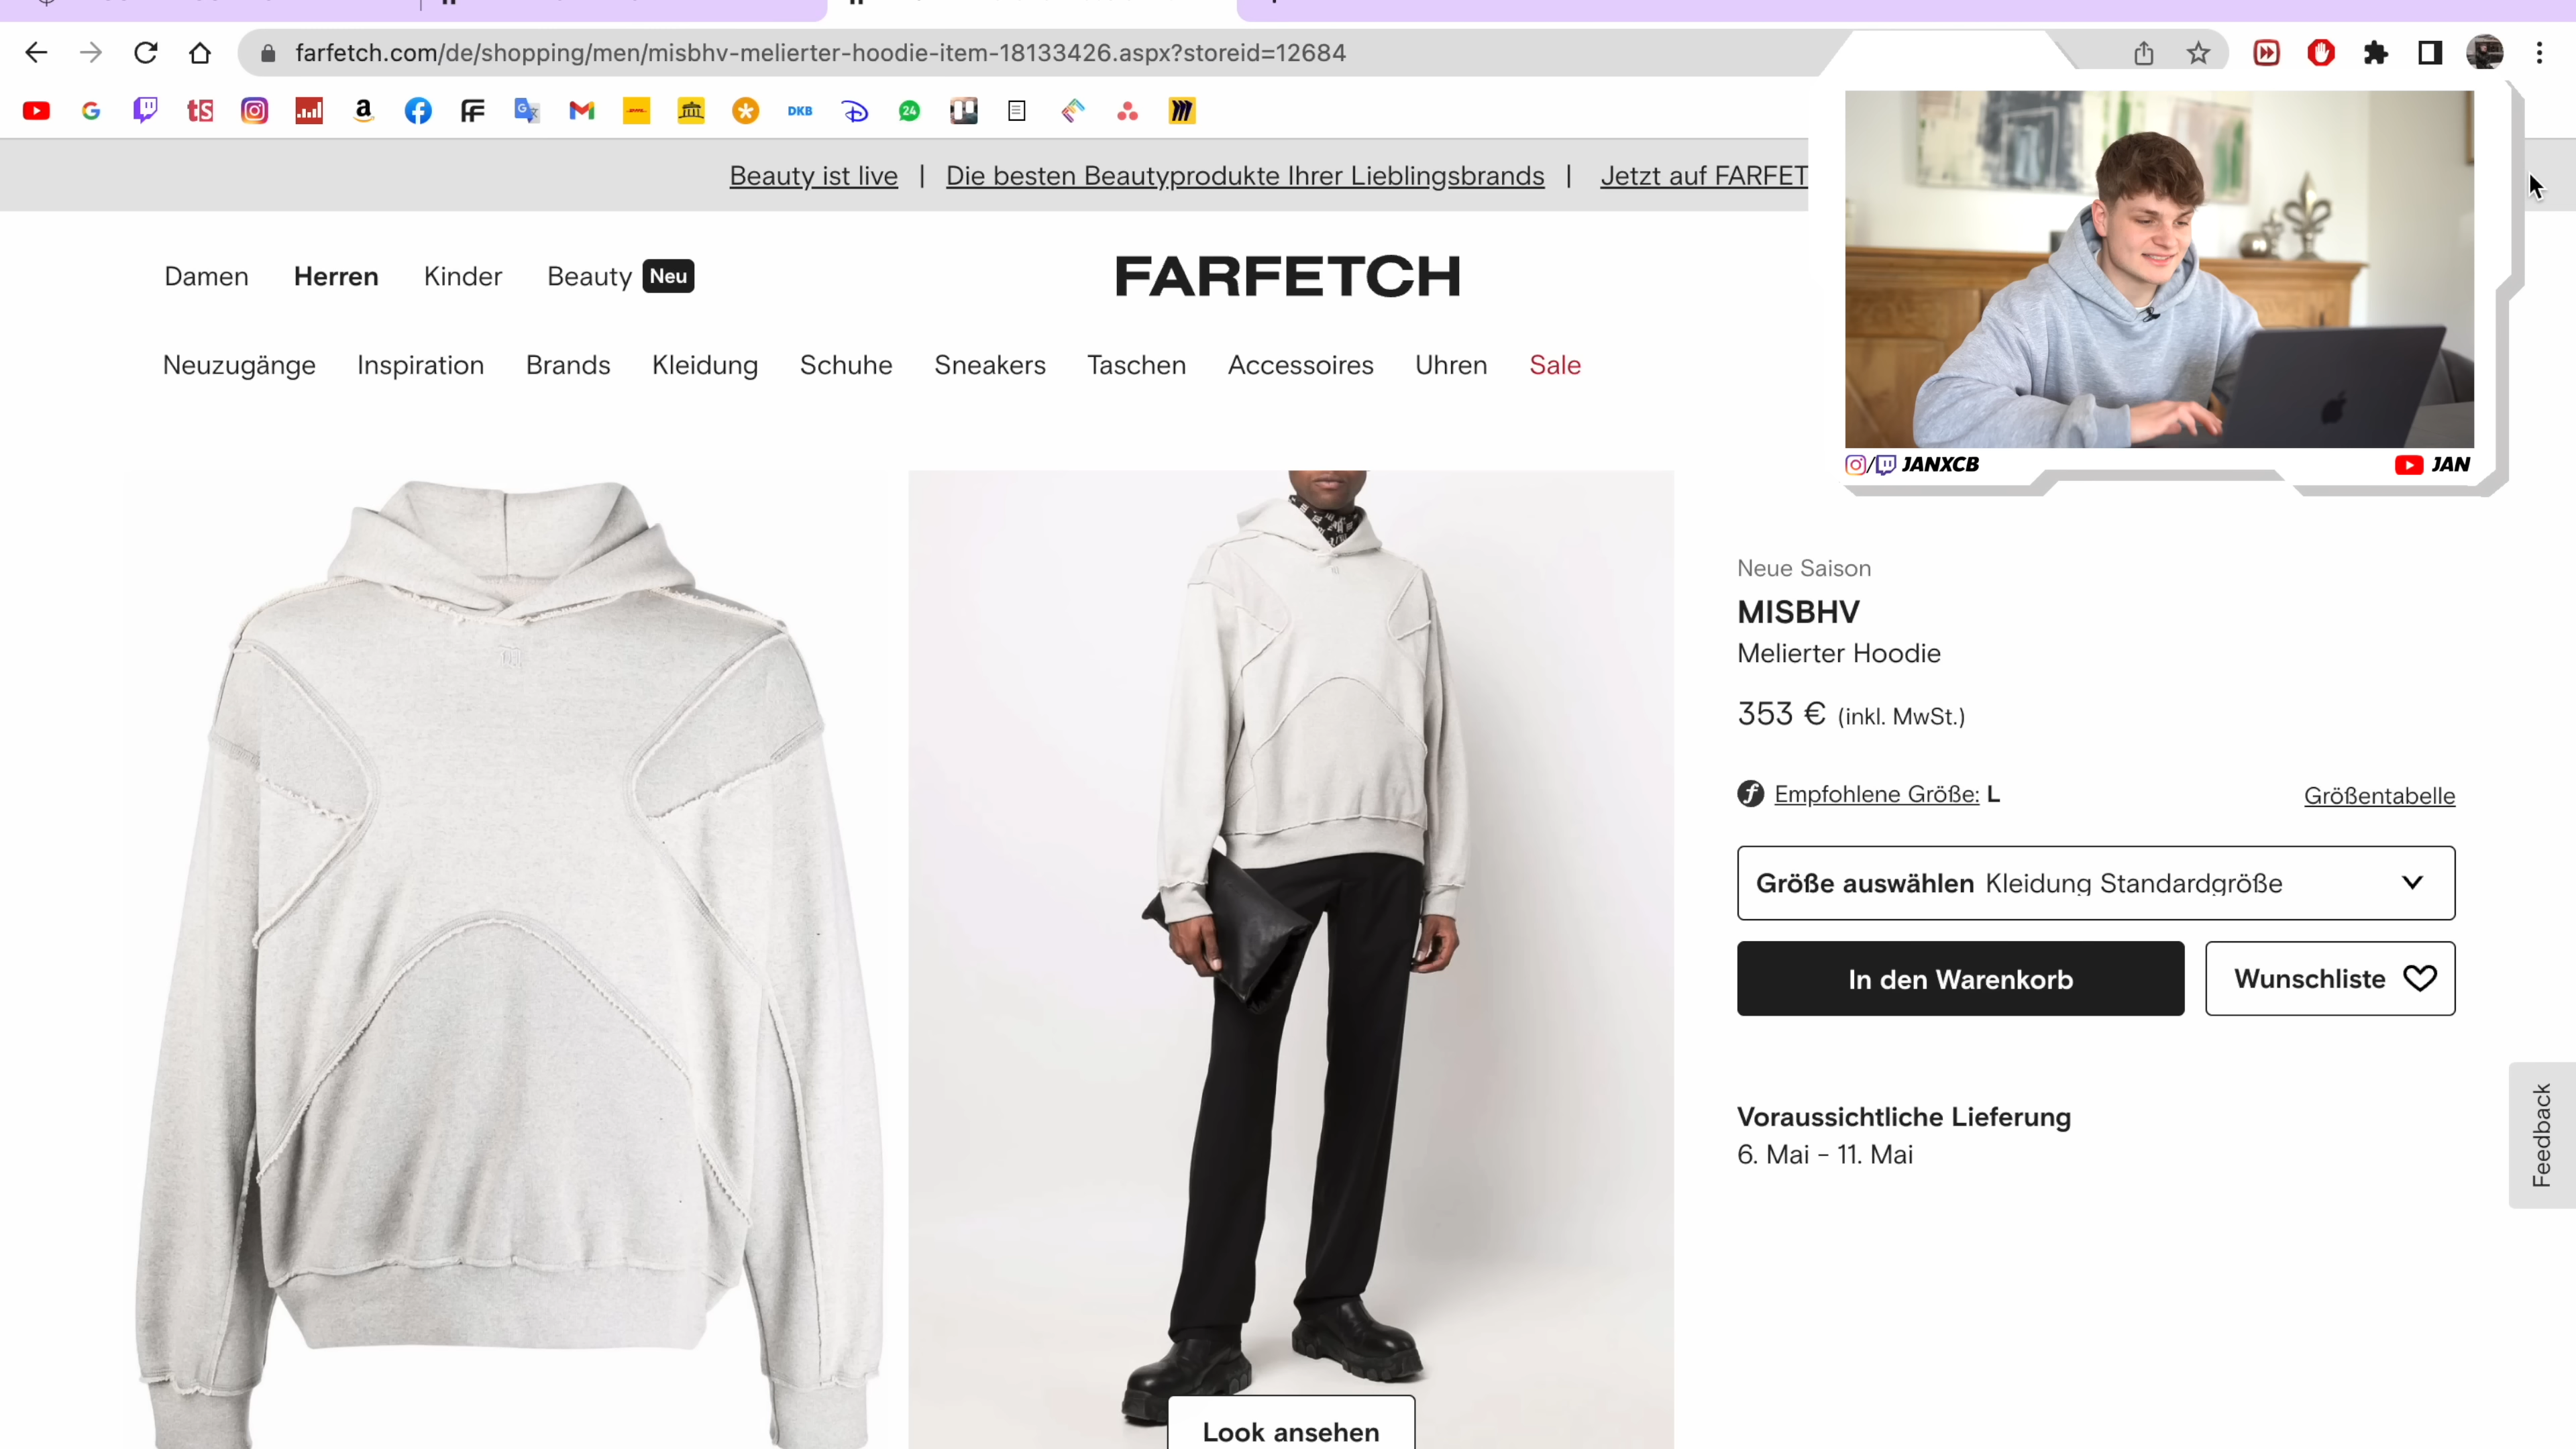 farfetch.com/de/shopping/men/misbhv-melierter-hoodie-item-18133426.aspx?storeid=12684
tS
a
DKB
24
Beauty ist live | Die besten Beautyprodukte Ihrer Lieblingsbrands | Jetzt auf FARFET
Damen Herren Kinder Beauty Neu
FARFETCH
Neuzugänge Inspiration Brands Kleidung Schuhe Sneakers Taschen Accessoires Uhren Sale
/ JANXCB
JAN
Neue Saison
MISBHV
Melierter Hoodie
353 € (inkl. MwSt.)
Empfohlene Größe: L
Größentabelle
Größe auswählen Kleidung Standardgröße
In den Warenkorb
Wunschliste
Voraussichtliche Lieferung
6. Mai – 11. Mai
Feedback
Look ansehen